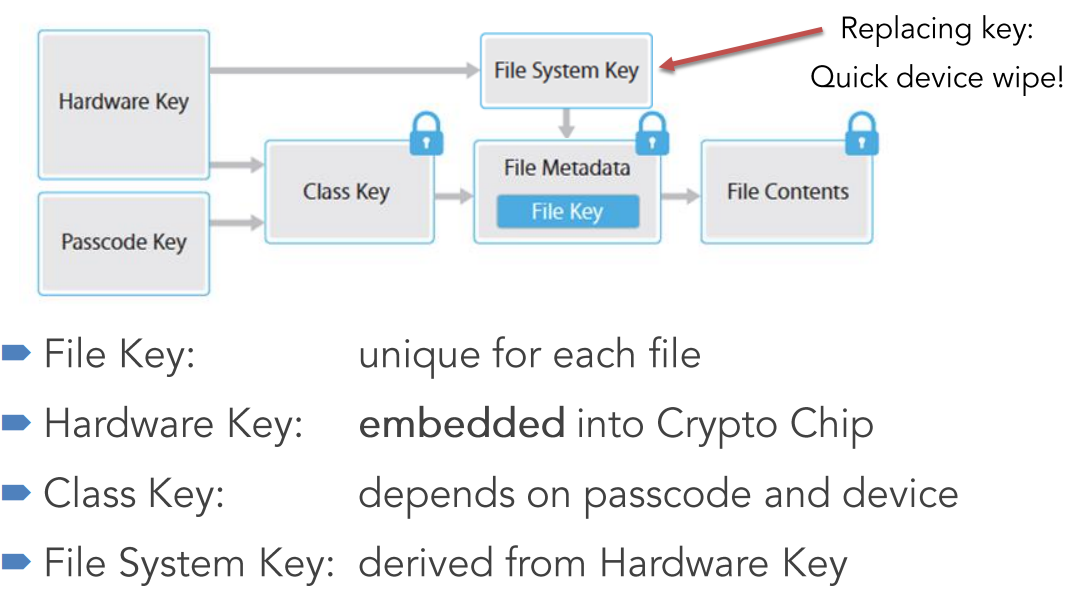 Replacing key:
Quick device wipe!
Hardware Key
File System Key
Class Key
File Metadata
File Key
File Contents
Passcode Key
File Key: unique for each file
Hardware Key: embedded into Crypto Chip
Class Key: depends on passcode and device
File System Key: derived from Hardware Key